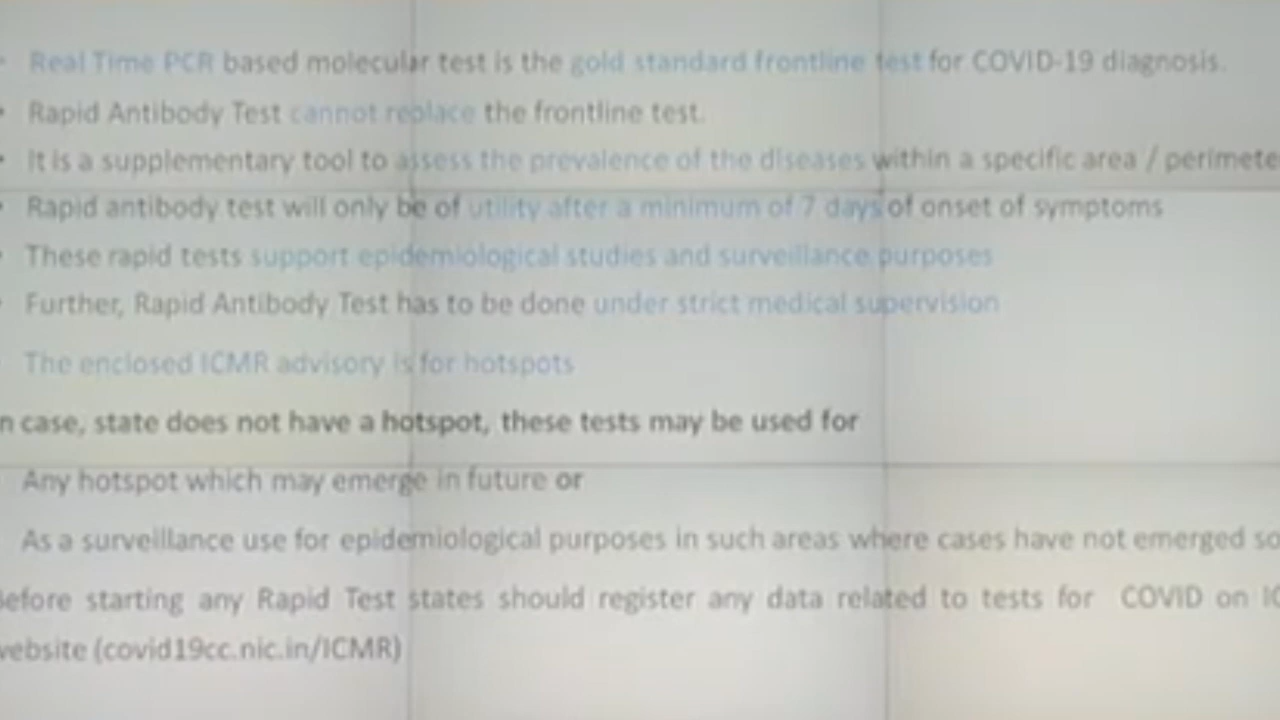 Real Time PCR based molecular test is the gold standard frontline test for COVID-19 diagnosis.
Rapid Antibody Test cannot replace the frontline test.
It is a supplementary tool to assess the prevalence of the diseases within a specific area / perimete
Rapid antibody test will only be of utility after a minimum of 7 days of onset of symptoms
These rapid tests support epidemiological studies and surveillance purposes
Further, Rapid Antibody Test has to be done under strict medical supervision
The enclosed ICMR advisory is for hotspots
n case, state does not have a hotspot, these tests may be used for
Any hotspot which may emerge in future or
As a surveillance use for epidemiological purposes in such areas where cases have not emerged so
efore starting any Rapid Test states should register any data related to tests for COVID on IC
ebsite (covid19cc.nic.in/ICMR)